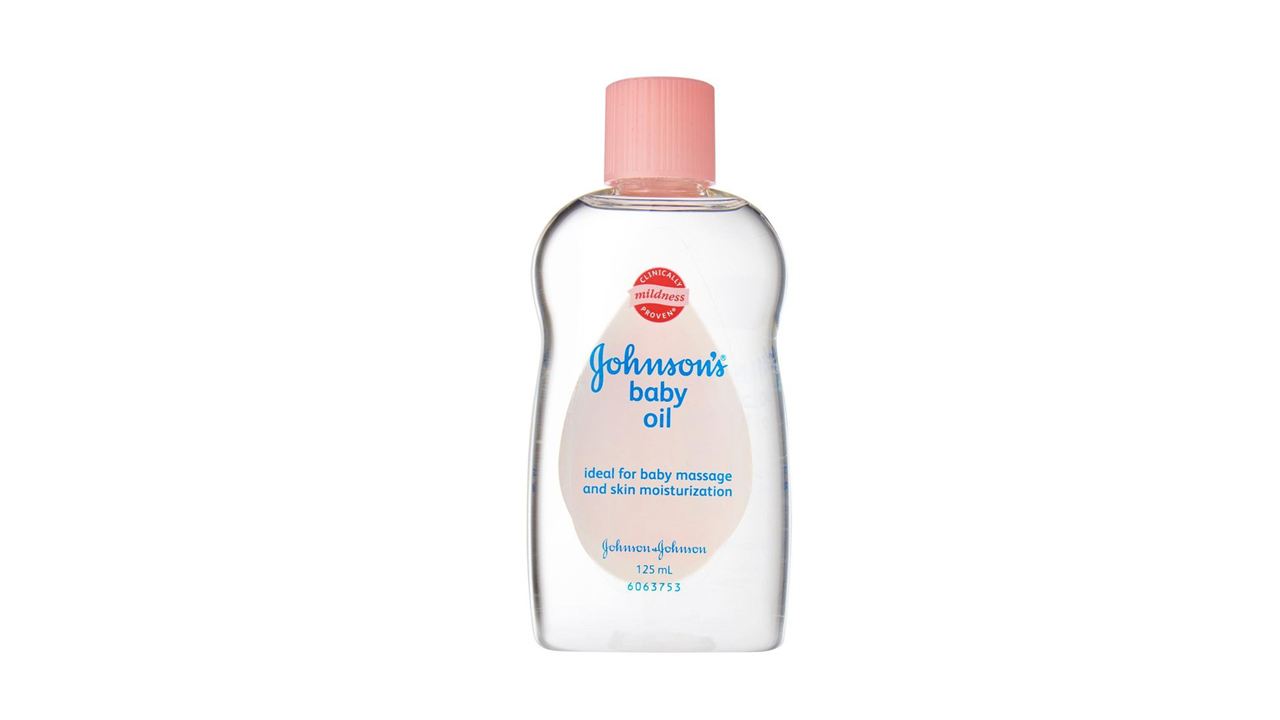 CLINICALLY
mildness
PROVEN®
Johnson's®
baby
oil
ideal for baby massage
and skin moisturization
Johnson & Johnson
125 mL
6063753